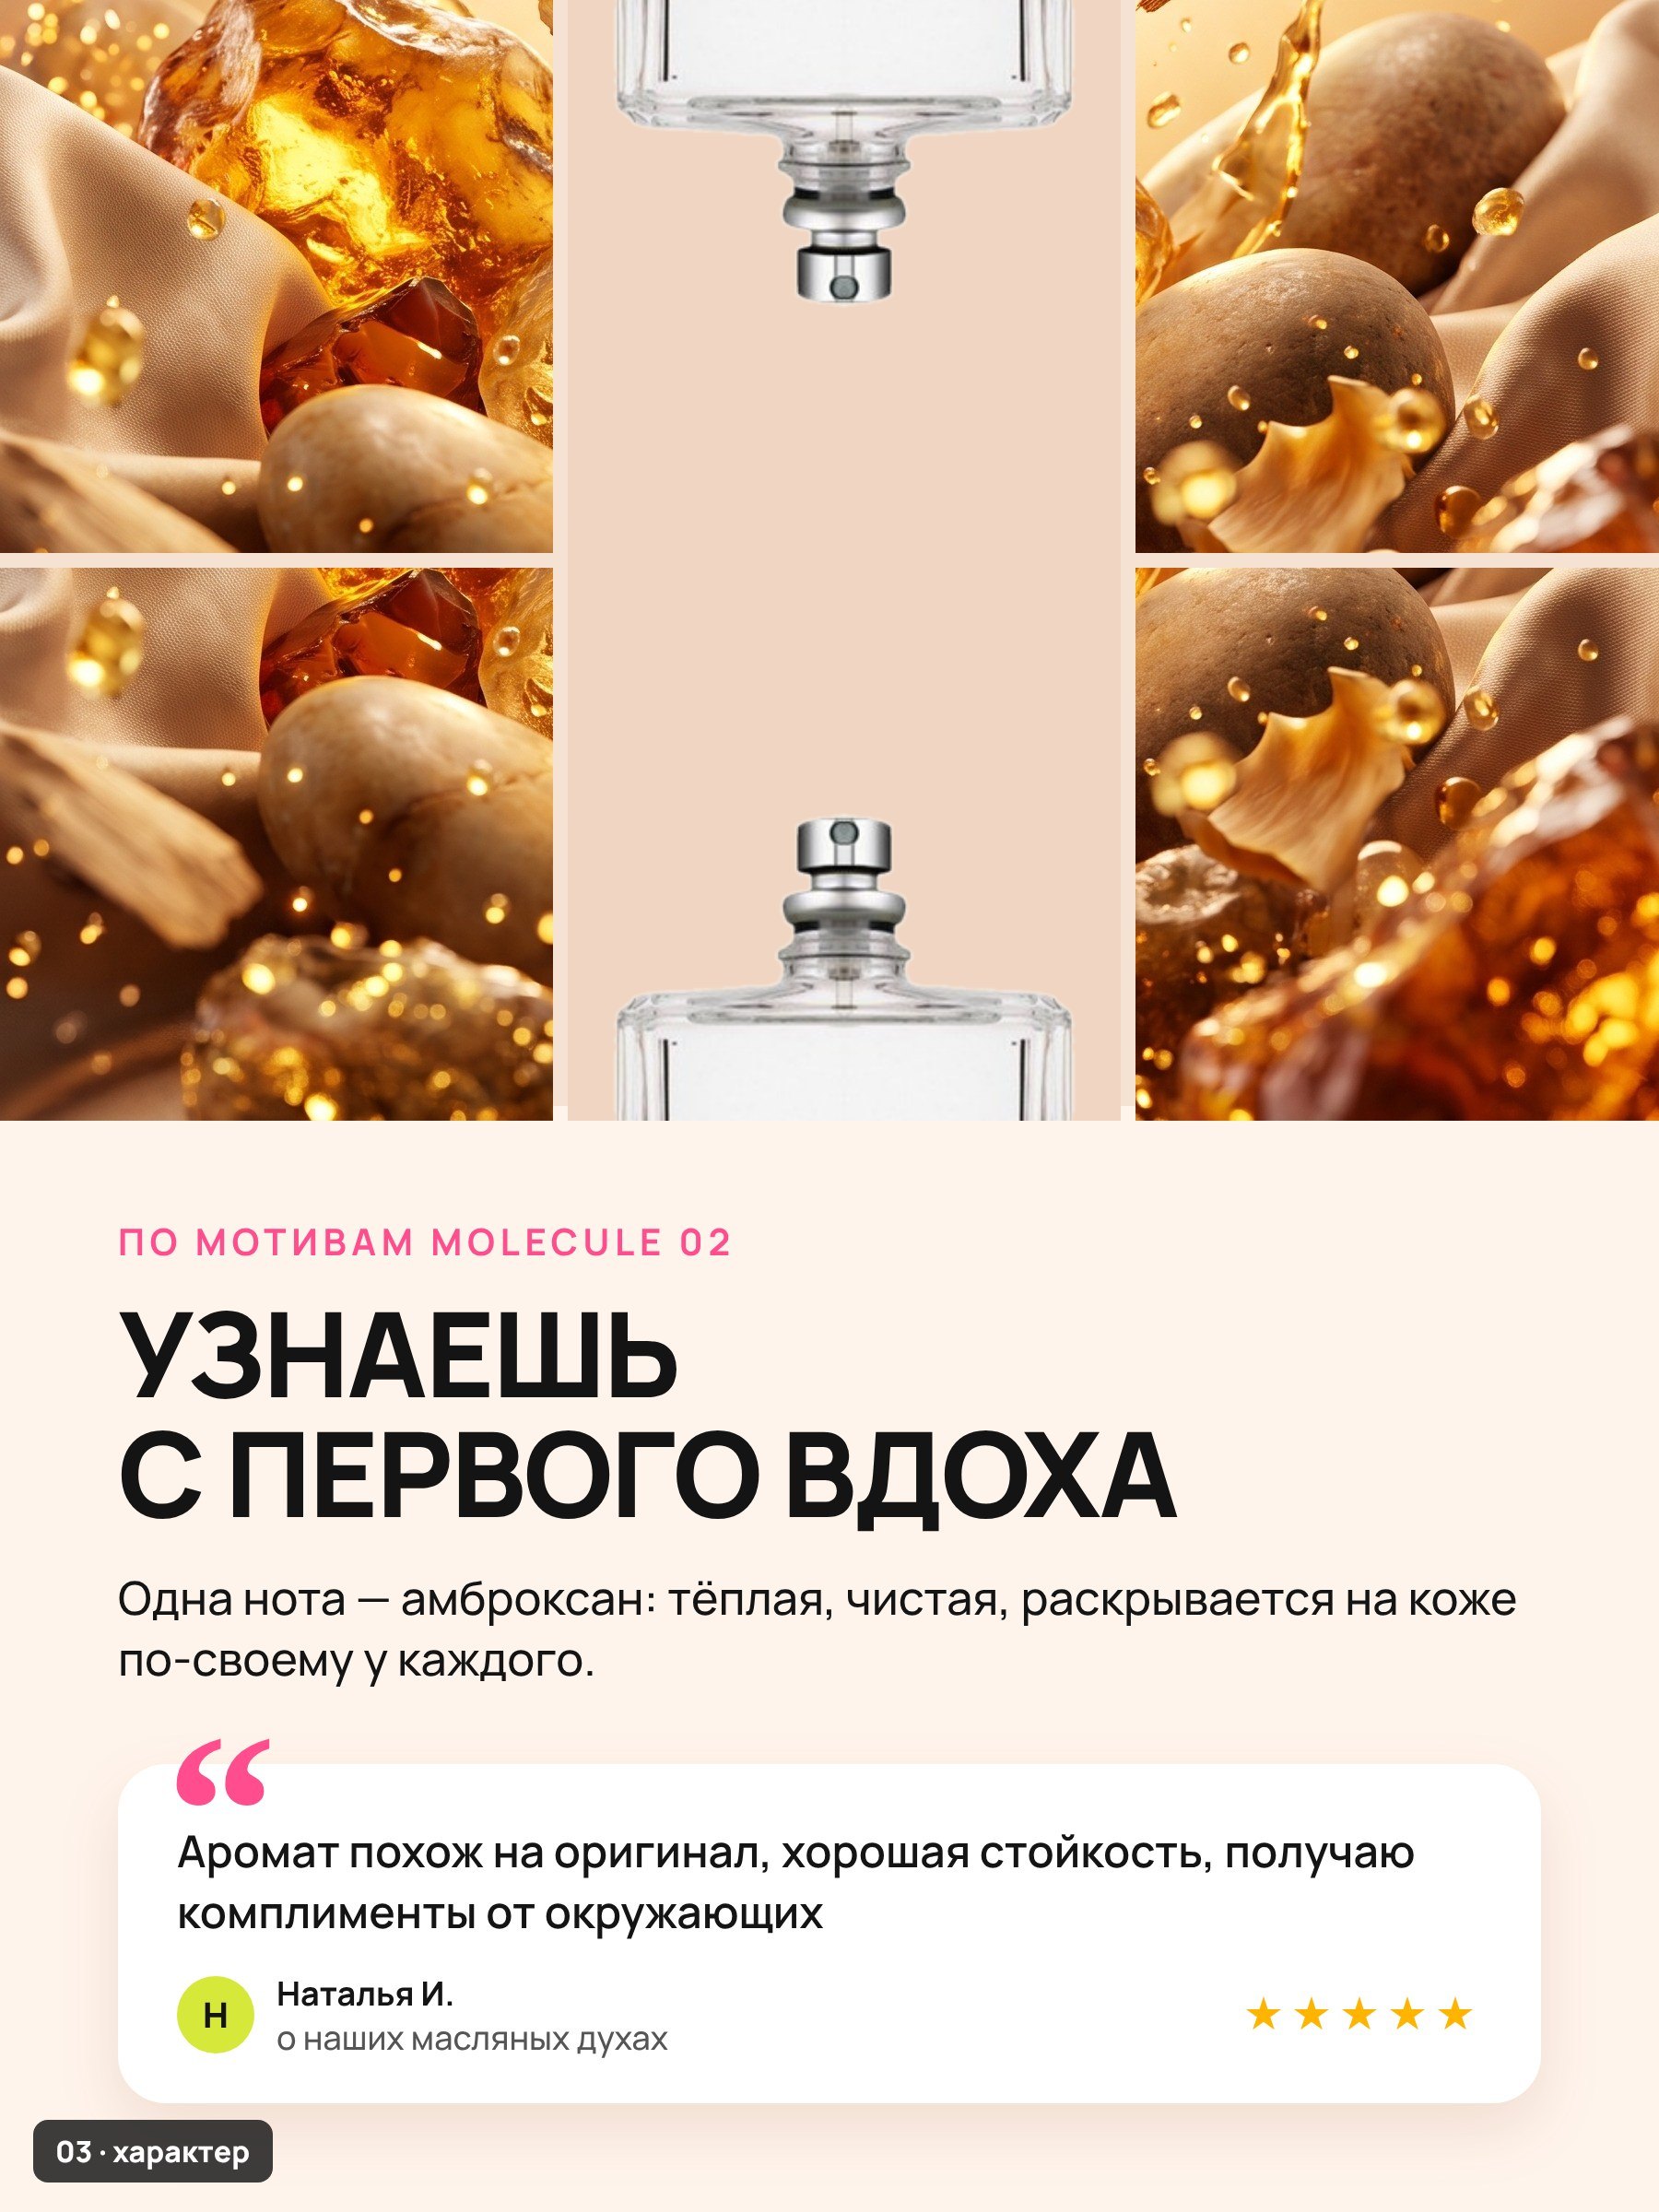 ПО МОТИВАМ MOLECULE 02
УЗНАЕШЬ
С ПЕРВОГО ВДОХА
Одна нота — амброксан: тёплая, чистая, раскрывается на коже
по-своему у каждого.
“
Аромат похож на оригинал, хорошая стойкость, получаю
комплименты от окружающих
Н
Наталья И.
о наших масляных духах
★★★★★
03 · характер